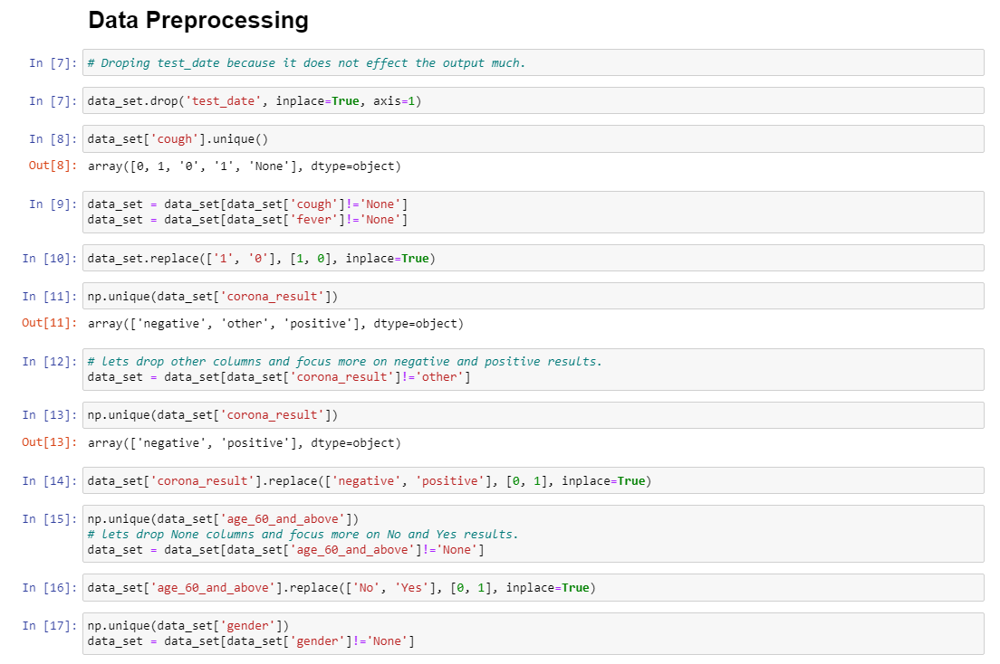 Data Preprocessing
In [7]: # Droping test_date because it does not effect the output much.
In [7]: data_set.drop('test_date', inplace=True, axis=1)
In [8]: data_set['cough'].unique()
Out[8]: array([0, 1, '0', '1', 'None'], dtype=object)
In [9]: data_set = data_set[data_set['cough']!='None']
data_set = data_set[data_set['fever']!='None']
In [10]: data_set.replace(['1', '0'], [1, 0], inplace=True)
In [11]: np.unique(data_set['corona_result'])
Out[11]: array(['negative', 'other', 'positive'], dtype=object)
In [12]: # lets drop other columns and focus more on negative and positive results.
data_set = data_set[data_set['corona_result']!='other']
In [13]: np.unique(data_set['corona_result'])
Out[13]: array(['negative', 'positive'], dtype=object)
In [14]: data_set['corona_result'].replace(['negative', 'positive'], [0, 1], inplace=True)
In [15]: np.unique(data_set['age_60_and_above'])
# lets drop None columns and focus more on No and Yes results.
data_set = data_set[data_set['age_60_and_above']!='None']
In [16]: data_set['age_60_and_above'].replace(['No', 'Yes'], [0, 1], inplace=True)
In [17]: np.unique(data_set['gender'])
data_set = data_set[data_set['gender']!='None']